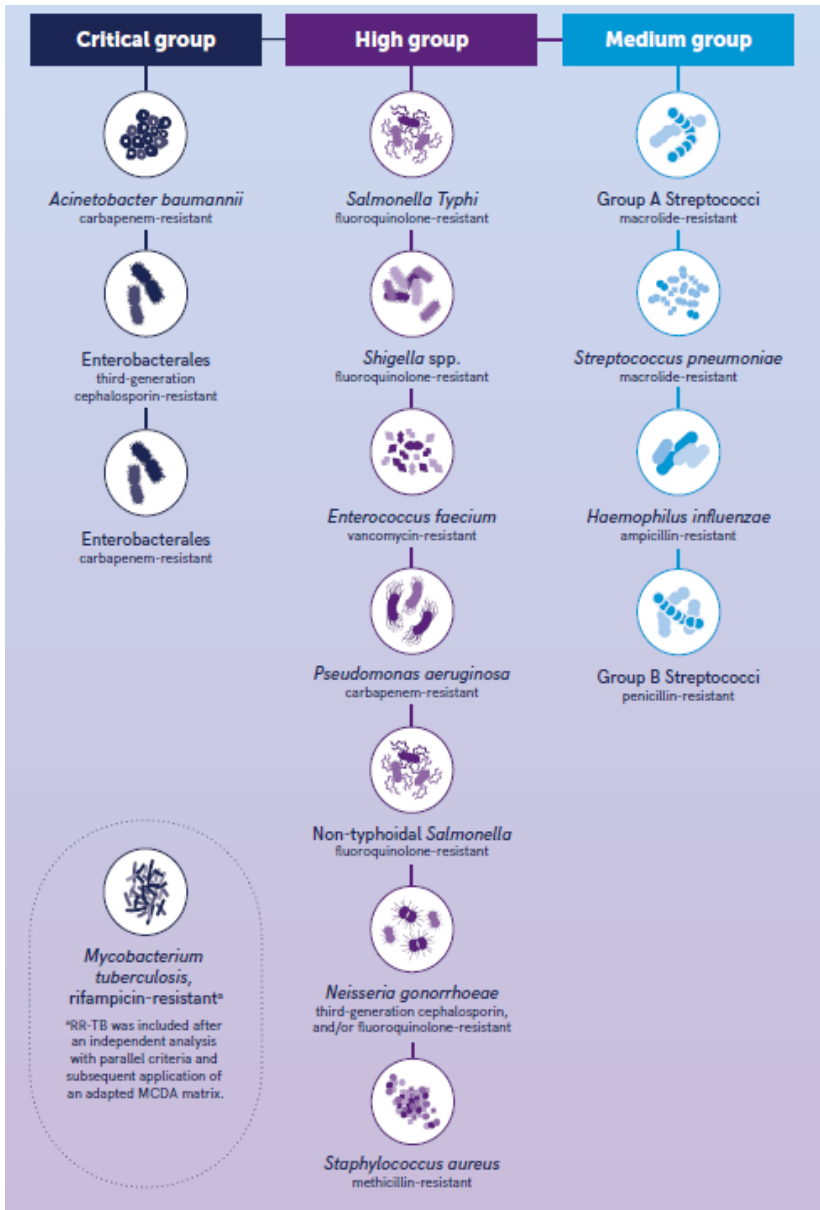 Critical group
High group
Medium group
Acinetobacter baumannii
carbapenem-resistant
Enterobacterales
third-generation
cephalosporin-resistant
Enterobacterales
carbapenem-resistant
Mycobacterium
tuberculosis,
rifampicin-resistantᵃ
ᵃRR-TB was included after
an independent analysis
with parallel criteria and
subsequent application of
an adapted MCDA matrix.
Salmonella Typhi
fluoroquinolone-resistant
Shigella spp.
fluoroquinolone-resistant
Enterococcus faecium
vancomycin-resistant
Pseudomonas aeruginosa
carbapenem-resistant
Non-typhoidal Salmonella
fluoroquinolone-resistant
Neisseria gonorrhoeae
third-generation cephalosporin,
and/or fluoroquinolone-resistant
Staphylococcus aureus
methicillin-resistant
Group A Streptococci
macrolide-resistant
Streptococcus pneumoniae
macrolide-resistant
Haemophilus influenzae
ampicillin-resistant
Group B Streptococci
penicillin-resistant